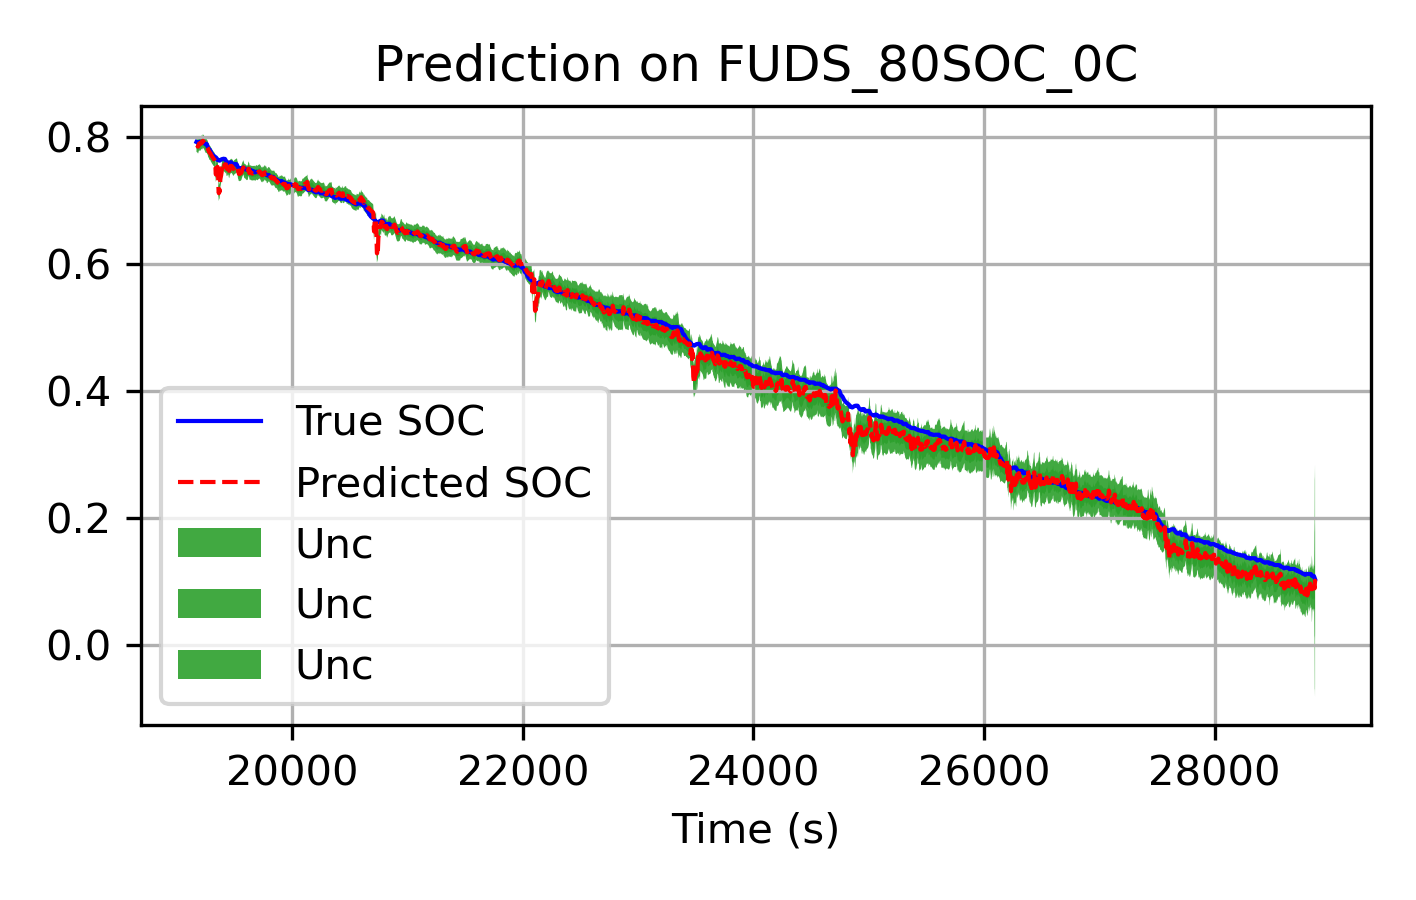 Prediction on FUDS_80SOC_0C
0.8
0.6
0.4
0.2
0.0
True SOC
Predicted SOC
Unc
Unc
Unc
20000 22000 24000 26000 28000
Time (s)